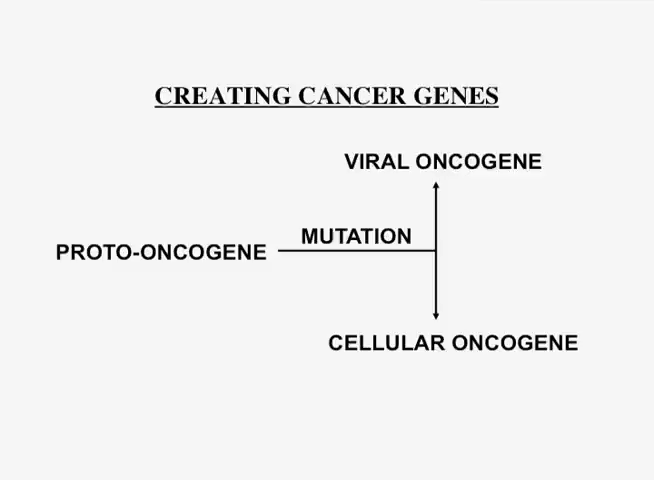 CREATING CANCER GENES
VIRAL ONCOGENE
MUTATION
PROTO-ONCOGENE
CELLULAR ONCOGENE